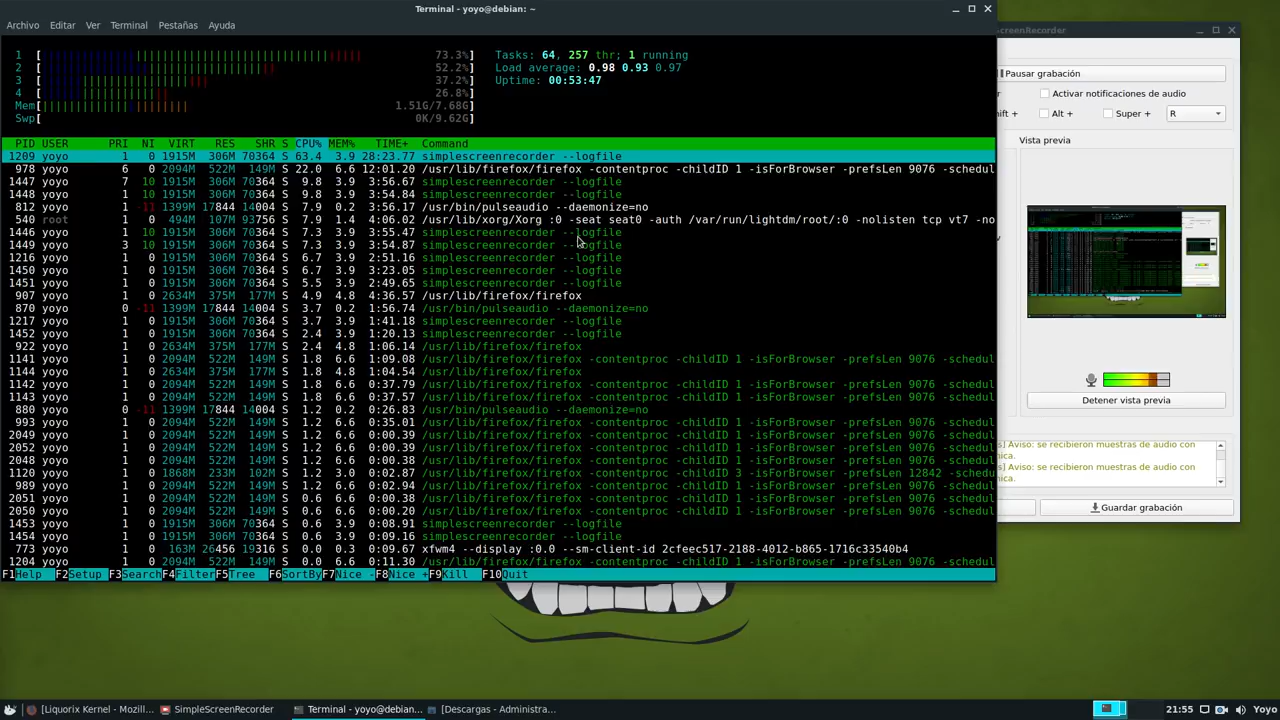 Terminal - yoyo@debian: ~
Archivo Editar Ver Terminal Pestañas Ayuda
1 [ 73.3%] Tasks: 64, 257 thr; 1 running
2 [ 52.2%] Load average: 0.98 0.93 0.97
3 [ 37.2%] Uptime: 00:53:47
4 [ 26.8%]
Mem[ 1.51G/7.68G]
Swp[ 0K/9.62G]
PID USER PRI NI VIRT RES SHR S CPU% MEM% TIME+ Command
1209 yoyo 1 0 1915M 306M 70364 S 63.4 3.9 28:23.77 simplescreenrecorder --logfile
978 yoyo 6 0 2094M 522M 149M S 22.0 6.6 12:01.20 /usr/lib/firefox/firefox -contentproc -childID 1 -isForBrowser -prefsLen 9076 -schedul
1447 yoyo 7 10 1915M 306M 70364 S 9.8 3.9 3:56.67 simplescreenrecorder --logfile
1448 yoyo 1 10 1915M 306M 70364 S 9.8 3.9 3:54.84 simplescreenrecorder --logfile
812 yoyo 1 -11 1399M 17844 14004 S 7.9 0.2 3:56.17 /usr/bin/pulseaudio --daemonize=no
540 root 1 0 494M 107M 93756 S 7.9 1.4 4:06.02 /usr/lib/xorg/Xorg :0 -seat seat0 -auth /var/run/lightdm/root/:0 -nolisten tcp vt7 -no
1446 yoyo 1 10 1915M 306M 70364 S 7.3 3.9 3:55.47 simplescreenrecorder --logfile
1449 yoyo 3 10 1915M 306M 70364 S 7.3 3.9 3:54.87 simplescreenrecorder --logfile
1216 yoyo 1 0 1915M 306M 70364 S 6.7 3.9 2:51.16 simplescreenrecorder --logfile
1450 yoyo 1 0 1915M 306M 70364 S 6.7 3.9 3:23.05 simplescreenrecorder --logfile
1451 yoyo 1 0 1915M 306M 70364 S 5.5 3.9 2:49.65 simplescreenrecorder --logfile
907 yoyo 1 0 2634M 375M 177M S 4.9 4.8 4:36.57 /usr/lib/firefox/firefox
870 yoyo 0 -11 1399M 17844 14004 S 3.7 0.2 1:56.74 /usr/bin/pulseaudio --daemonize=no
1217 yoyo 1 0 1915M 306M 70364 S 3.7 3.9 1:41.18 simplescreenrecorder --logfile
1452 yoyo 1 0 1915M 306M 70364 S 2.4 3.9 1:20.13 simplescreenrecorder --logfile
922 yoyo 1 0 2634M 375M 177M S 2.4 4.8 1:06.14 /usr/lib/firefox/firefox
1141 yoyo 1 0 2094M 522M 149M S 1.8 6.6 1:09.08 /usr/lib/firefox/firefox -contentproc -childID 1 -isForBrowser -prefsLen 9076 -schedul
1144 yoyo 1 0 2634M 375M 177M S 1.8 4.8 1:04.54 /usr/lib/firefox/firefox
1142 yoyo 1 0 2094M 522M 149M S 1.8 6.6 0:37.79 /usr/lib/firefox/firefox -contentproc -childID 1 -isForBrowser -prefsLen 9076 -schedul
1143 yoyo 1 0 2094M 522M 149M S 1.8 6.6 0:37.57 /usr/lib/firefox/firefox -contentproc -childID 1 -isForBrowser -prefsLen 9076 -schedul
880 yoyo 0 -11 1399M 17844 14004 S 1.2 0.2 0:26.83 /usr/bin/pulseaudio --daemonize=no
993 yoyo 1 0 2094M 522M 149M S 1.2 6.6 0:35.01 /usr/lib/firefox/firefox -contentproc -childID 1 -isForBrowser -prefsLen 9076 -schedul
2049 yoyo 1 0 2094M 522M 149M S 1.2 6.6 0:00.39 /usr/lib/firefox/firefox -contentproc -childID 1 -isForBrowser -prefsLen 9076 -schedul
2052 yoyo 1 0 2094M 522M 149M S 1.2 6.6 0:00.39 /usr/lib/firefox/firefox -contentproc -childID 1 -isForBrowser -prefsLen 9076 -schedul
2048 yoyo 1 0 2094M 522M 149M S 1.2 6.6 0:00.38 /usr/lib/firefox/firefox -contentproc -childID 1 -isForBrowser -prefsLen 9076 -schedul
1120 yoyo 1 0 1868M 233M 102M S 1.2 3.0 0:02.87 /usr/lib/firefox/firefox -contentproc -childID 3 -isForBrowser -prefsLen 12842 -schedu
989 yoyo 1 0 2094M 522M 149M S 1.2 6.6 0:02.94 /usr/lib/firefox/firefox -contentproc -childID 1 -isForBrowser -prefsLen 9076 -schedul
2051 yoyo 1 0 2094M 522M 149M S 0.6 6.6 0:00.38 /usr/lib/firefox/firefox -contentproc -childID 1 -isForBrowser -prefsLen 9076 -schedul
2050 yoyo 1 0 2094M 522M 149M S 0.6 6.6 0:00.20 /usr/lib/firefox/firefox -contentproc -childID 1 -isForBrowser -prefsLen 9076 -schedul
1453 yoyo 1 0 1915M 306M 70364 S 0.6 3.9 0:08.91 simplescreenrecorder --logfile
1454 yoyo 1 0 1915M 306M 70364 S 0.6 3.9 0:09.16 simplescreenrecorder --logfile
773 yoyo 1 0 163M 26456 19316 S 0.0 0.3 0:09.67 xfwm4 --display :0.0 --sm-client-id 2cfeec517-2188-4012-b865-1716c33540b4
1204 yoyo 1 0 2094M 522M 149M S 0.0 6.6 0:11.30 /usr/lib/firefox/firefox -contentproc -childID 1 -isForBrowser -prefsLen 9076 -schedul
F1Help F2Setup F3SearchF4FilterF5Tree F6SortByF7Nice -F8Nice +F9Kill F10Quit
ScreenRecorder
Pausar grabación
Activar notificaciones de audio
ift + Alt + Super + R
Vista previa
Detener vista previa
] Aviso: se recibieron muestras de audio con
nica.
s] Aviso: se recibieron muestras de audio con
nica.
Guardar grabación
[Liquorix Kernel - Mozill... SimpleScreenRecorder Terminal - yoyo@debian... [Descargas - Administra... 21:55 Yoyo